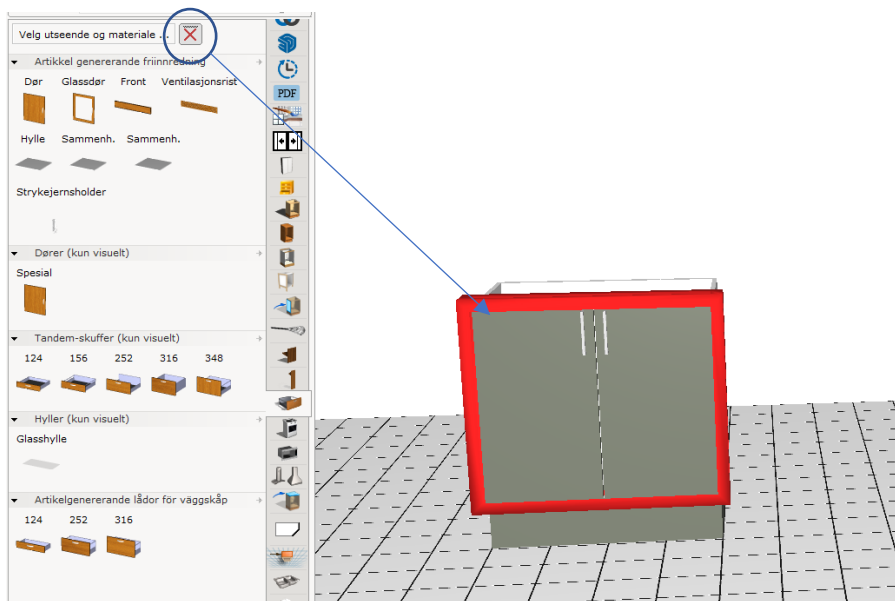 Velg utseende og materiale ...
PDF
Artikkel genererande friinnredning
Dør Glassdør Front Ventilasjonsrist
Hylle Sammenh. Sammenh.
Strykejernsholder
Dører (kun visuelt)
Spesial
Tandem-skuffer (kun visuelt)
124 156 252 316 348
Hyller (kun visuelt)
Glasshylle
Artikelgenererande lådor för väggskåp
124 252 316